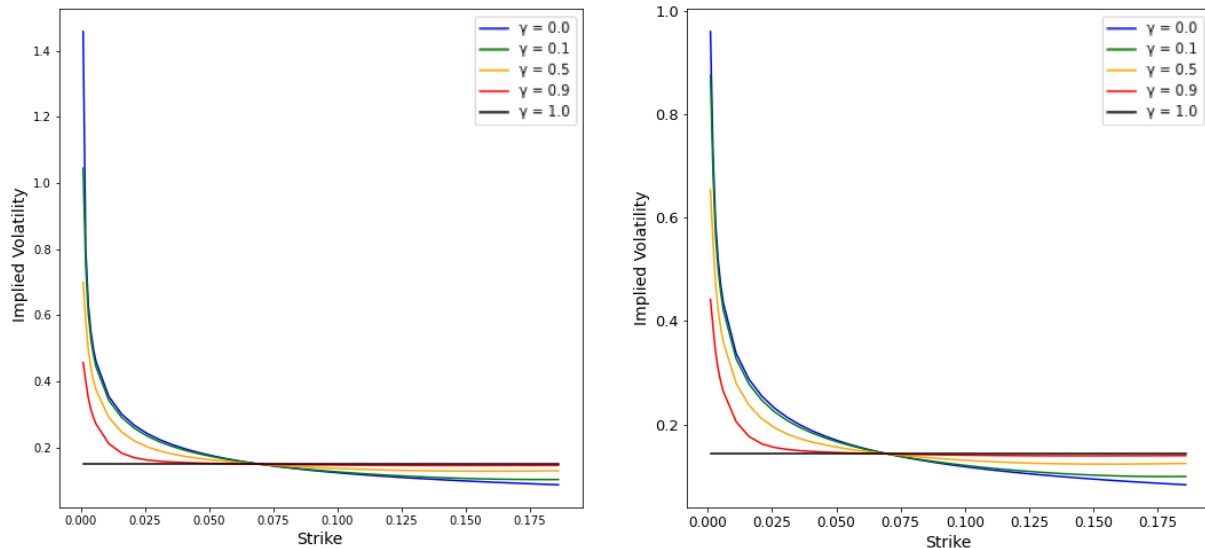 γ = 0.0
γ = 0.1
γ = 0.5
γ = 0.9
γ = 1.0
1.4
1.2
1.0
0.8
0.6
0.4
0.2
Implied Volatility
0.000 0.025 0.050 0.075 0.100 0.125 0.150 0.175
Strike
γ = 0.0
γ = 0.1
γ = 0.5
γ = 0.9
γ = 1.0
1.0
0.8
0.6
0.4
0.2
Implied Volatility
0.000 0.025 0.050 0.075 0.100 0.125 0.150 0.175
Strike